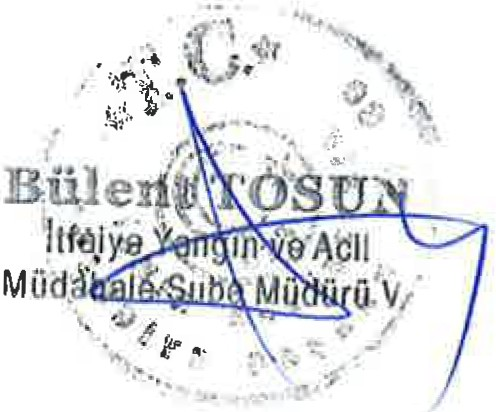 T.C.
Bülent TOSUN
İtfaiye Yangın ve Acil
Müdahale Şube Müdürü V.